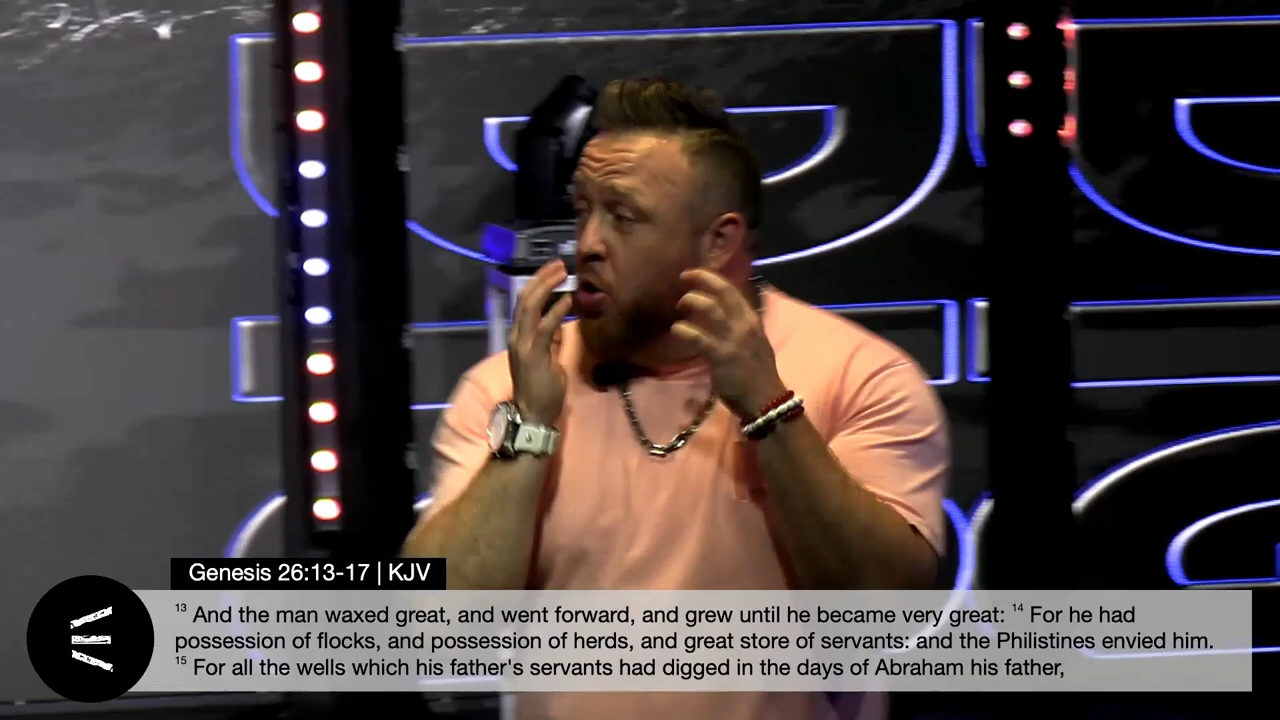 Genesis 26:13-17 | KJV
13 And the man waxed great, and went forward, and grew until he became very great: 14 For he had
possession of flocks, and possession of herds, and great store of servants: and the Philistines envied him.
15 For all the wells which his father's servants had digged in the days of Abraham his father,